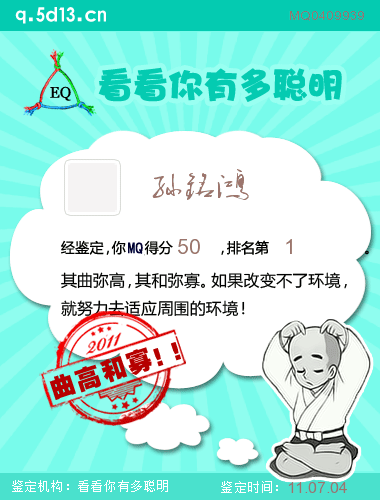 q.5d13.cn
MQ0409939
EQ
看看你有多聪明
孙铭鸿
经鉴定,你MQ得分 50 ,排名第 1 。
其曲弥高,其和弥寡。如果改变不了环境,
就努力去适应周围的环境!
2011
曲高和寡!!
鉴定机构：看看你有多聪明
鉴定时间：11.07.04